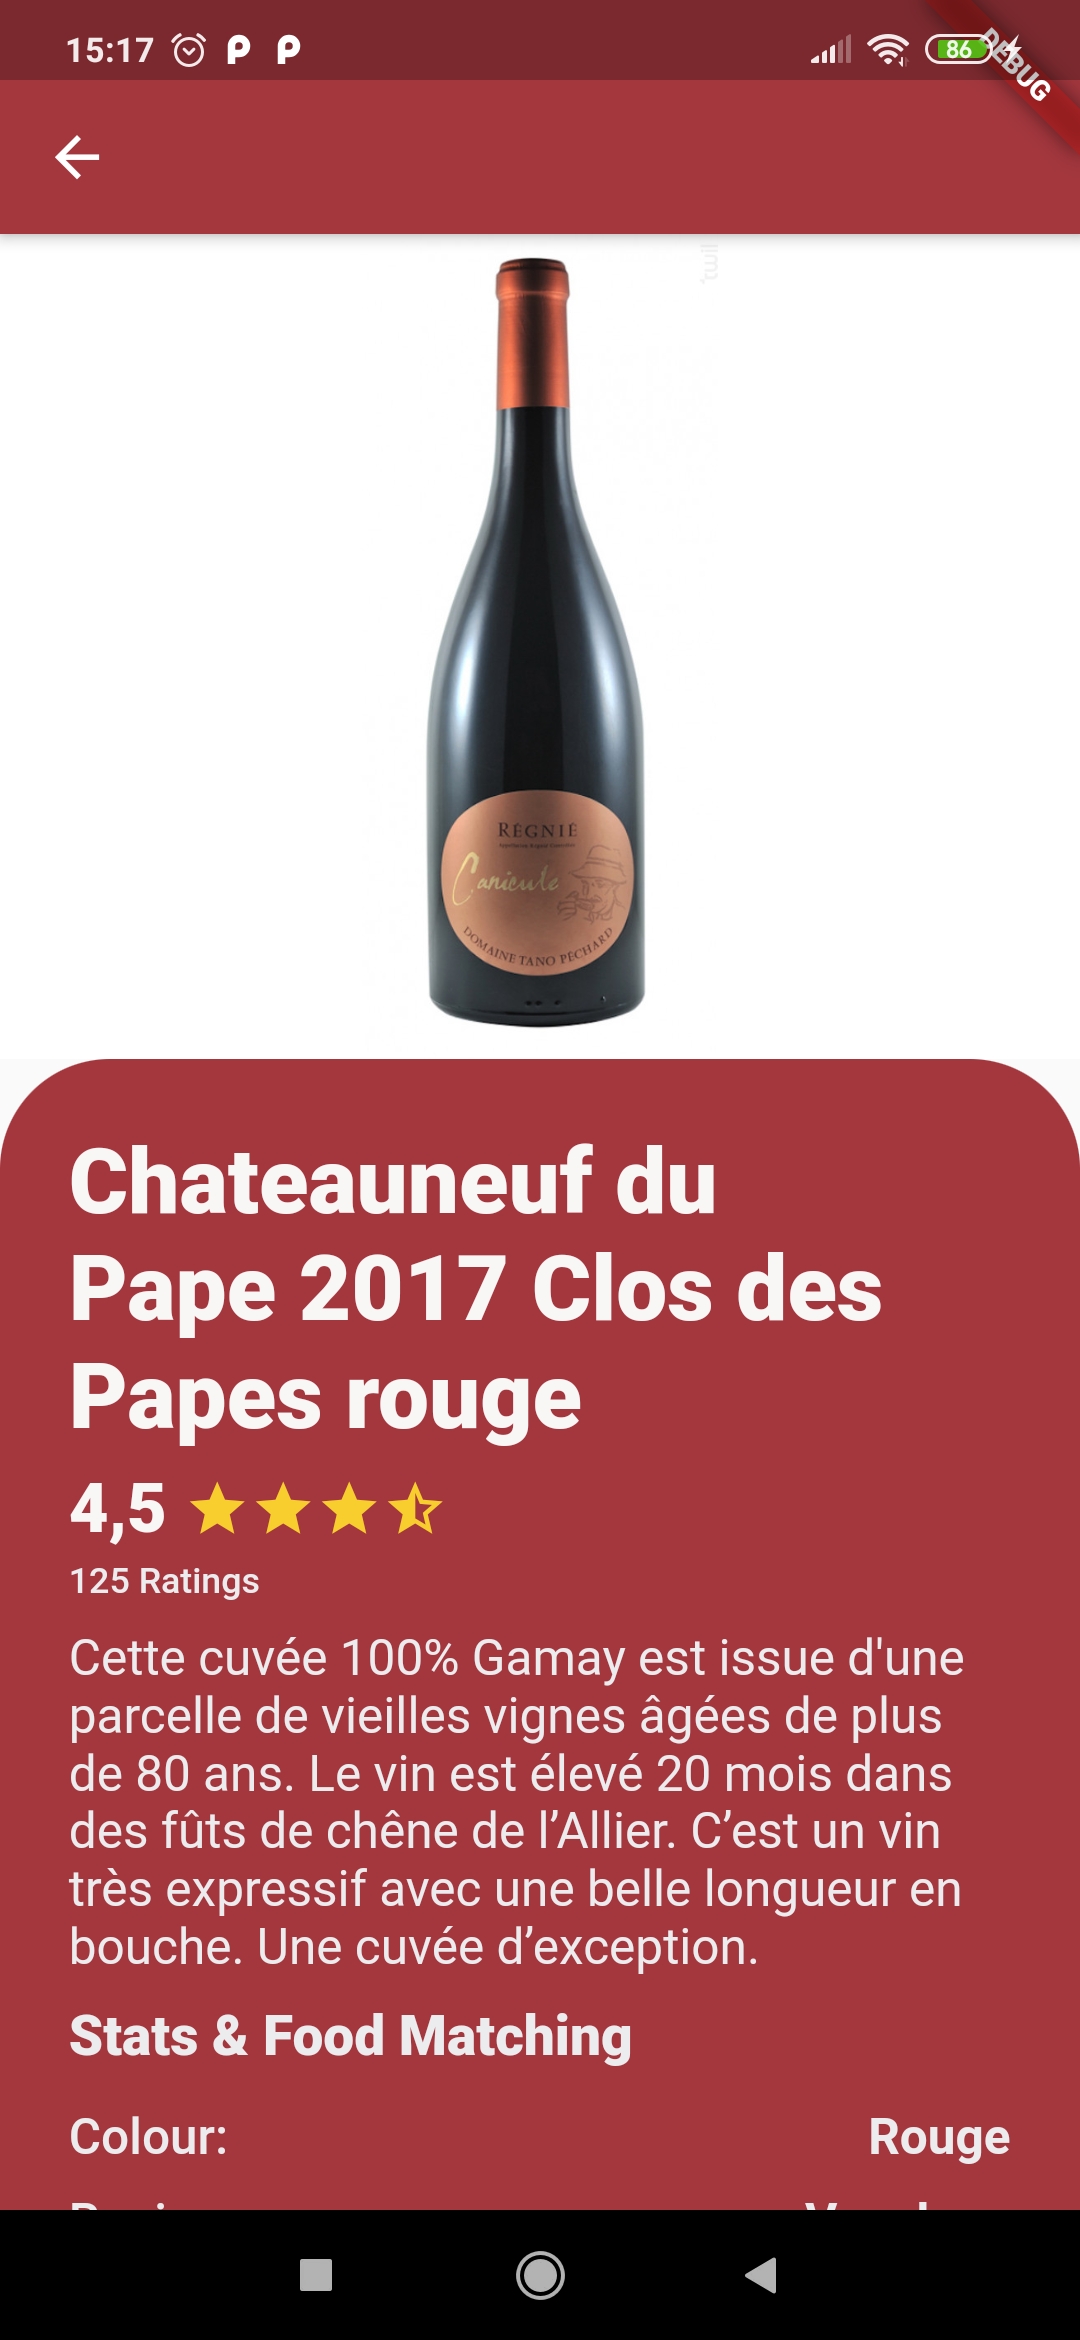 15:17
86
DEBUG
RÉGNIÉ
Canicule
DOMAINE TANO PÉCHARD
Chateauneuf du
Pape 2017 Clos des
Papes rouge
4,5
125 Ratings
Cette cuvée 100% Gamay est issue d'une
parcelle de vieilles vignes âgées de plus
de 80 ans. Le vin est élevé 20 mois dans
des fûts de chêne de l’Allier. C’est un vin
très expressif avec une belle longueur en
bouche. Une cuvée d’exception.
Stats & Food Matching
Colour: Rouge